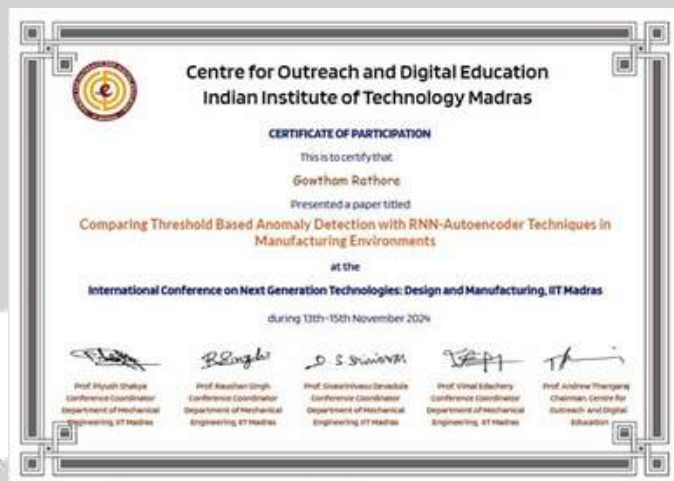 Centre for Outreach and Digital Education
Indian Institute of Technology Madras
CERTIFICATE OF PARTICIPATION
This is to certify that
Gowtham Rathore
Presented a paper titled
Comparing Threshold Based Anomaly Detection with RNN-Autoencoder Techniques in
Manufacturing Environments
at the
International Conference on Next Generation Technologies: Design and Manufacturing, IIT Madras
during 13th-15th November 2024
Prof. Piyush Shakya
Conference Coordinator
Department of Mechanical
Engineering, IIT Madras
Prof. Raushan Singh
Conference Coordinator
Department of Mechanical
Engineering, IIT Madras
Prof. Devadula
Conference Coordinator
Department of Mechanical
Engineering, IIT Madras
Prof. Vimal Edachery
Conference Coordinator
Department of Mechanical
Engineering, IIT Madras
Prof. Andrew Thangaraj
Chairman, Centre for
Outreach and Digital
Education